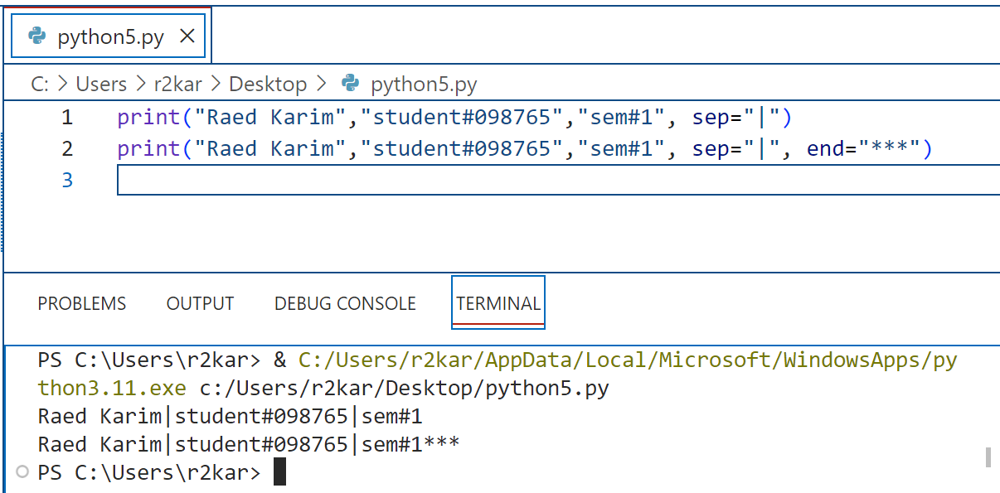 python5.py
C: > Users > r2kar > Desktop > python5.py
1 print("Raed Karim","student#098765","sem#1", sep="|")
2 print("Raed Karim","student#098765","sem#1", sep="|", end="***")
3
PROBLEMS OUTPUT DEBUG CONSOLE TERMINAL
PS C:\Users\r2kar> & C:/Users/r2kar/AppData/Local/Microsoft/WindowsApps/py
thon3.11.exe c:/Users/r2kar/Desktop/python5.py
Raed Karim|student#098765|sem#1
Raed Karim|student#098765|sem#1***
PS C:\Users\r2kar>